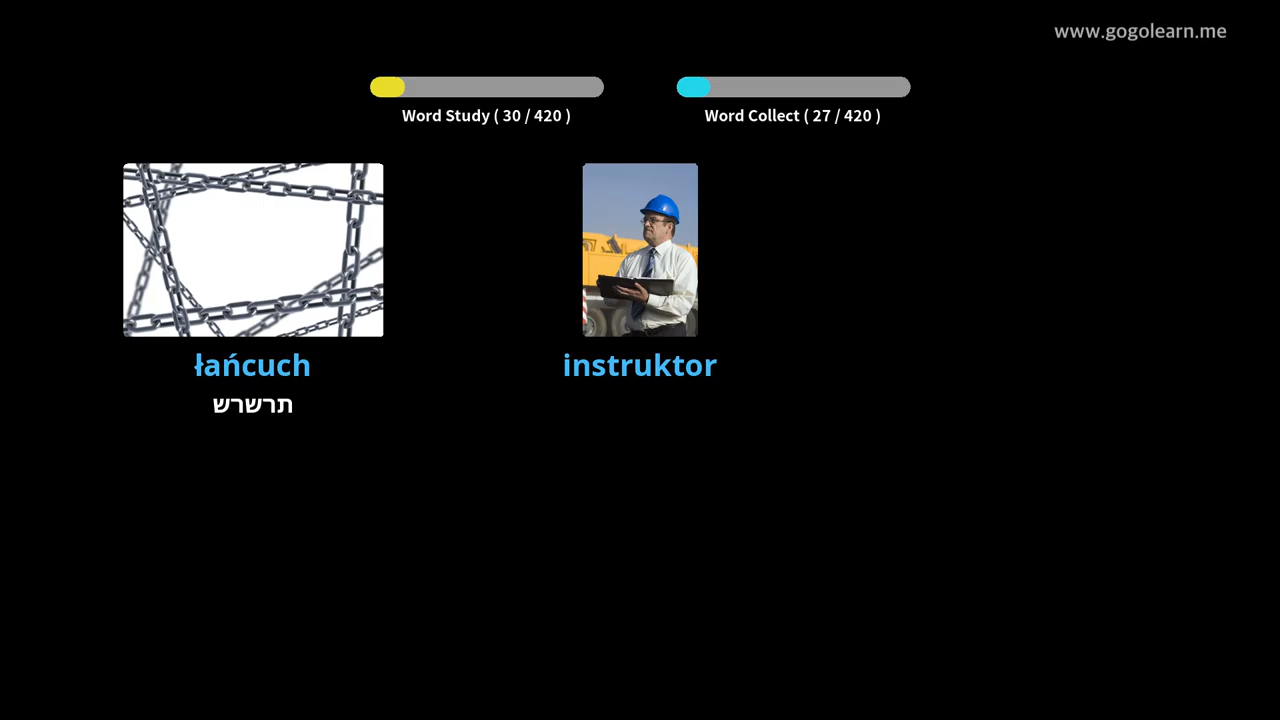 www.gogolearn.me
Word Study ( 30 / 420 )
Word Collect ( 27 / 420 )
łańcuch
instruktor
תרשרש